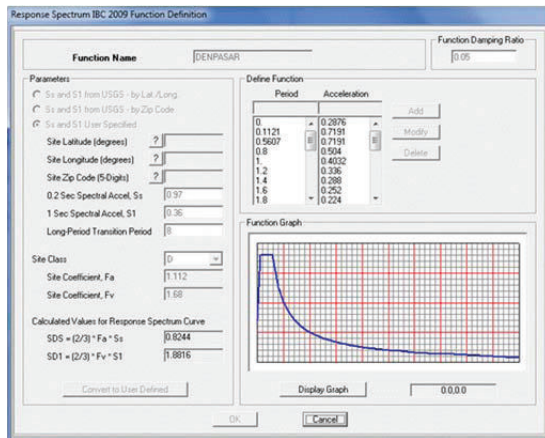 Response Spectrum IBC 2009 Function Definition
Function Damping Ratio
Function Name
DENPASAR
0.05
Parameters
Ss and S1 from USGS - by Lat./Long.
Ss and S1 from USGS - by Zip Code
Ss and S1 User Specified
Site Latitude (degrees)
?
Site Longitude (degrees)
?
Site Zip Code (5-Digits)
?
0.2 Sec Spectral Accel, Ss
0.97
1 Sec Spectral Accel, S1
0.36
Long-Period Transition Period
8
Site Class
D
Site Coefficient, Fa
1.112
Site Coefficient, Fv
1.68
Calculated Values for Response Spectrum Curve
SDS = (2/3) * Fa * Ss
0.8244
SD1 = (2/3) * Fv * S1
1.8816
Convert to User Defined
Define Function
Period Acceleration
0. 0.2876
0.1121 0.7191
0.5607 0.7191
0.8 0.504
1. 0.4032
1.2 0.336
1.4 0.288
1.6 0.252
1.8 0.224
Add
Modify
Delete
Function Graph
Display Graph
0.0,0.0
OK
Cancel